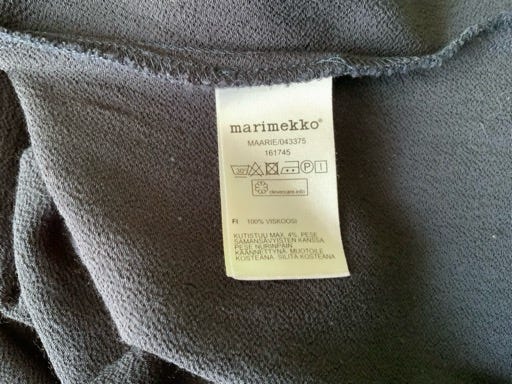 marimekko®
MAARIE/043375
161745
30° P I
clevercare.info
FI 100% VISKOOSI
KUTISTUU MAX. 4%. PESE
SAMANSÄVYISTEN KANSSA.
PESE NURINPÄIN
KÄÄNNETTYNÄ. MUOTOILE
KOSTEANA. SILITÄ KOSTEANA.